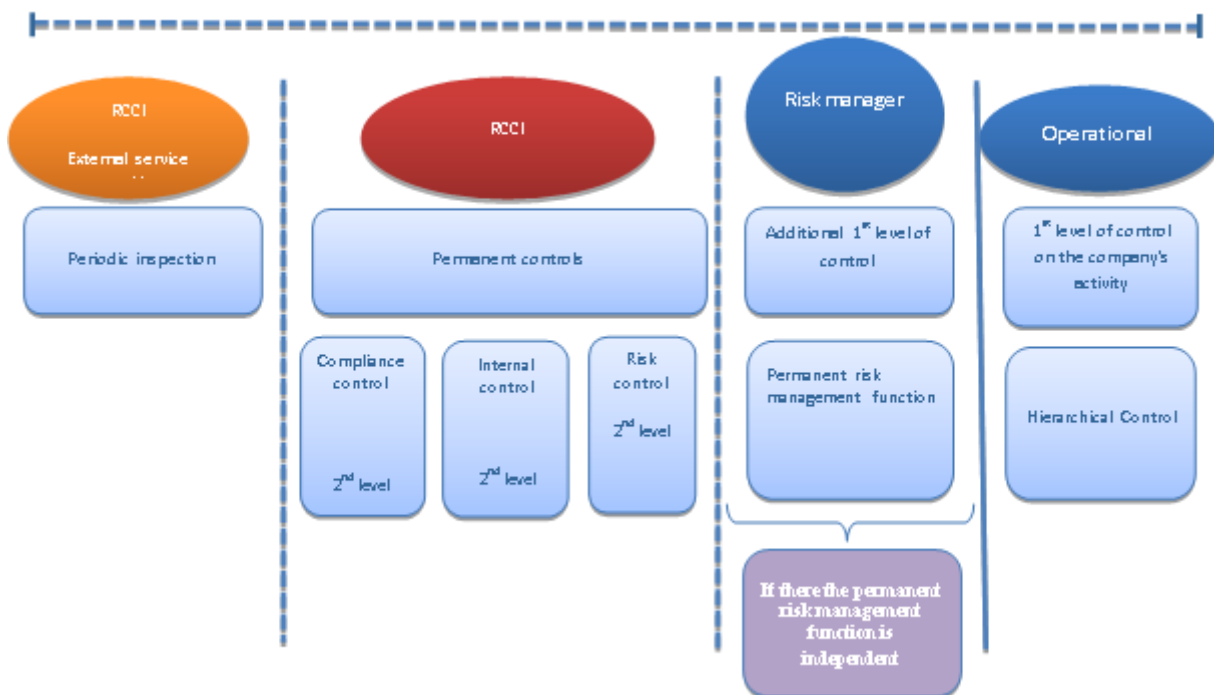 RCCI
External service
RCCI
Risk manager
Operational
Periodic inspection
Permanent controls
Additional 1st level of
control
1st level of control
on the company's
activity
Compliance
control
2nd level
Internal
control
2nd level
Risk
control
2nd level
Permanent risk
management function
Hierarchical Control
If there the permanent
risk management
function is
independent